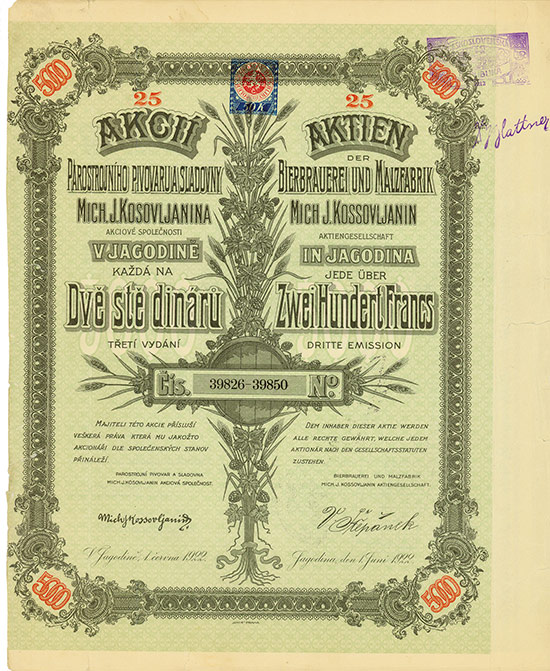 5000
5000
25
AKCIÍ
PAROSTROJNÍHO PIVOVARU A SLADOVNY
MICH. J. KOSOVLJANINA
AKCIOVÉ SPOLEČNOSTI
V JAGODINĚ
KAŽDÁ NA
Dvě stě dinárů
TŘETÍ VYDÁNÍ
25
AKTIEN
DER
BIERBRAUEREI UND MALZFABRIK
MICH. J. KOSSOVLJANIN
AKTIENGESELLSCHAFT
IN JAGODINA
JEDE ÜBER
Zwei Hundert Francs
DRITTE EMISSION
Čís. 39826-39850 No.
MAJITELI TÉTO AKCIE PŘÍSLUŠÍ
VEŠKERÁ PRÁVA KTERÁ MU JAKOŽTO
AKCIONÁŘI DLE SPOLEČENSKÝCH STANOV
PŘINÁLEŽÍ.
PAROSTROJNÍ PIVOVAR A SLADOVNA
MICH. J. KOSOVLJANIN AKCIOVÁ SPOLEČNOST.
Mich J Kossovljanin
V Jagodině, 1. června 1922.
DEM INHABER DIESER AKTIE WERDEN
ALLE RECHTE GEWÄHRT, WELCHE JEDEM
AKTIONÄR NACH DEN GESELLSCHAFTSSTATUTEN
ZUSTEHEN.
BIERBRAUEREI UND MALZFABRIK
MICH. J. KOSSOVLJANIN AKTIENGESELLSCHAFT.
V. Štěpánek
Jagodina, den 1. Juni 1922
5000
5000